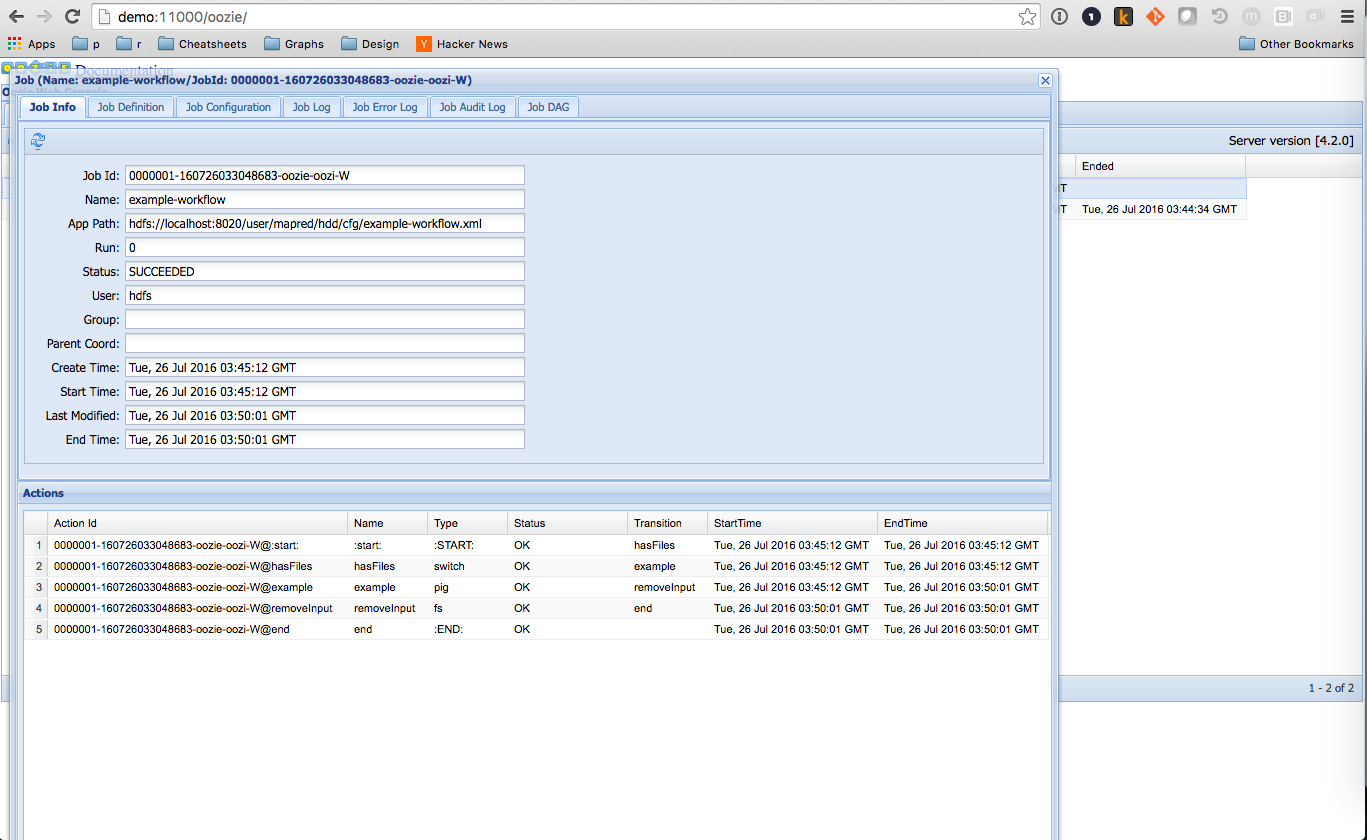 demo:11000/oozie/
Apps p r Cheatsheets Graphs Design Y Hacker News Other Bookmarks
Documentation
Job (Name: example-workflow/JobId: 0000001-160726033048683-oozie-oozi-W)
Job Info Job Definition Job Configuration Job Log Job Error Log Job Audit Log Job DAG
Server version [4.2.0]
Ended
Job Id: 0000001-160726033048683-oozie-oozi-W
MT
Name: example-workflow
MT Tue, 26 Jul 2016 03:44:34 GMT
App Path: hdfs://localhost:8020/user/mapred/hdd/cfg/example-workflow.xml
Run: 0
Status: SUCCEEDED
User: hdfs
Group:
Parent Coord:
Create Time: Tue, 26 Jul 2016 03:45:12 GMT
Start Time: Tue, 26 Jul 2016 03:45:12 GMT
Last Modified: Tue, 26 Jul 2016 03:50:01 GMT
End Time: Tue, 26 Jul 2016 03:50:01 GMT
Actions
Action Id Name Type Status Transition StartTime EndTime
1 0000001-160726033048683-oozie-oozi-W@:start: :start: :START: OK hasFiles Tue, 26 Jul 2016 03:45:12 GMT Tue, 26 Jul 2016 03:45:12 GMT
2 0000001-160726033048683-oozie-oozi-W@hasFiles hasFiles switch OK example Tue, 26 Jul 2016 03:45:12 GMT Tue, 26 Jul 2016 03:45:12 GMT
3 0000001-160726033048683-oozie-oozi-W@example example pig OK removeInput Tue, 26 Jul 2016 03:45:12 GMT Tue, 26 Jul 2016 03:50:01 GMT
4 0000001-160726033048683-oozie-oozi-W@removeInput removeInput fs OK end Tue, 26 Jul 2016 03:50:01 GMT Tue, 26 Jul 2016 03:50:01 GMT
5 0000001-160726033048683-oozie-oozi-W@end end :END: OK Tue, 26 Jul 2016 03:50:01 GMT Tue, 26 Jul 2016 03:50:01 GMT
1 - 2 of 2